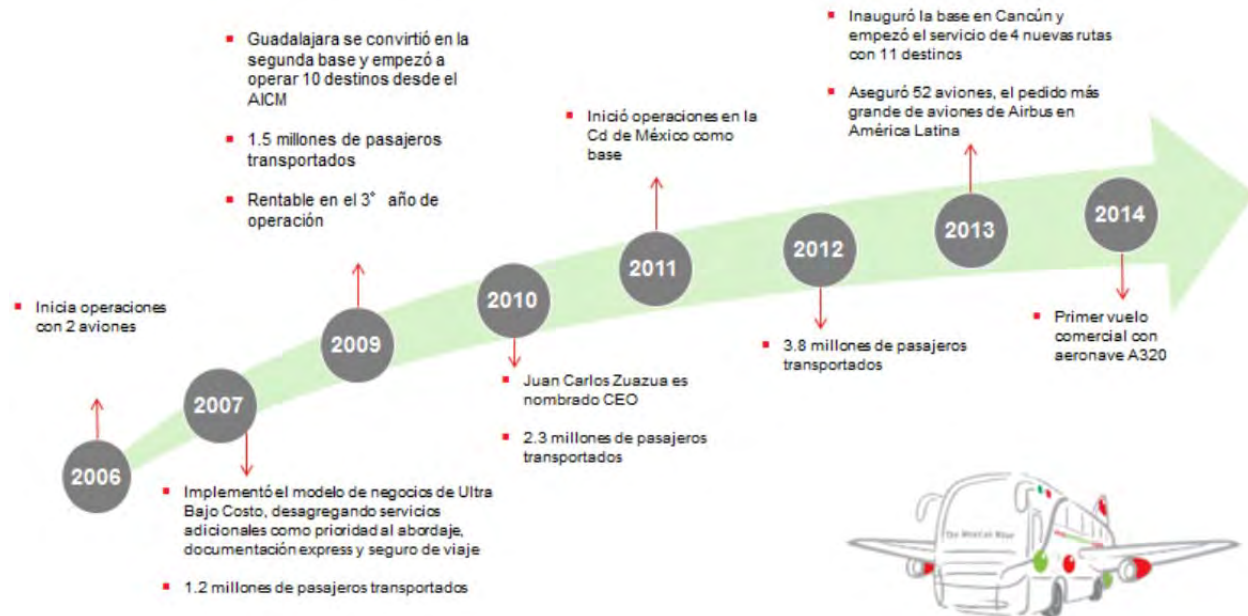 2006
▪ Inicia operaciones
con 2 aviones
2007
▪ Implementó el modelo de negocios de Ultra
Bajo Costo, desagregando servicios
adicionales como prioridad al abordaje,
documentación express y seguro de viaje
▪ 1.2 millones de pasajeros transportados
2009
▪ Guadalajara se convirtió en la
segunda base y empezó a
operar 10 destinos desde el
AICM
▪ 1.5 millones de pasajeros
transportados
▪ Rentable en el 3° año de
operación
2010
▪ Juan Carlos Zuazua es
nombrado CEO
▪ 2.3 millones de pasajeros
transportados
2011
▪ Inició operaciones en la
Cd de México como
base
2012
▪ 3.8 millones de pasajeros
transportados
2013
▪ Inauguró la base en Cancún y
empezó el servicio de 4 nuevas rutas
con 11 destinos
▪ Aseguró 52 aviones, el pedido más
grande de aviones de Airbus en
América Latina
2014
▪ Primer vuelo
comercial con
aeronave A320